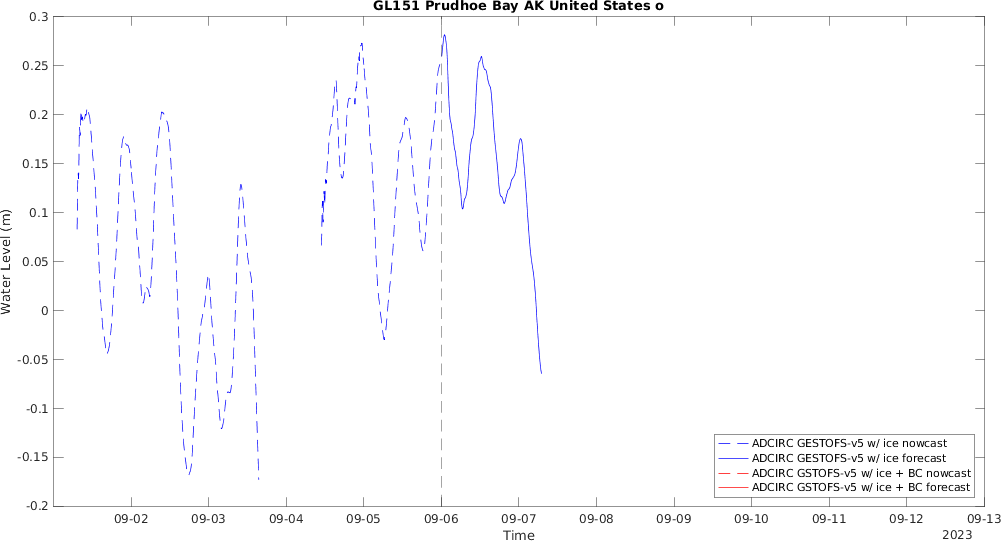 GL151 Prudhoe Bay AK United States o
0.3
0.25
0.2
0.15
0.1
0.05
0
-0.05
-0.1
-0.15
-0.2
Water Level (m)
ADCIRC GESTOFS-v5 w/ ice nowcast
ADCIRC GESTOFS-v5 w/ ice forecast
ADCIRC GSTOFS-v5 w/ ice + BC nowcast
ADCIRC GSTOFS-v5 w/ ice + BC forecast
09-02 09-03 09-04 09-05 09-06 09-07 09-08 09-09 09-10 09-11 09-12 09-13
Time
2023